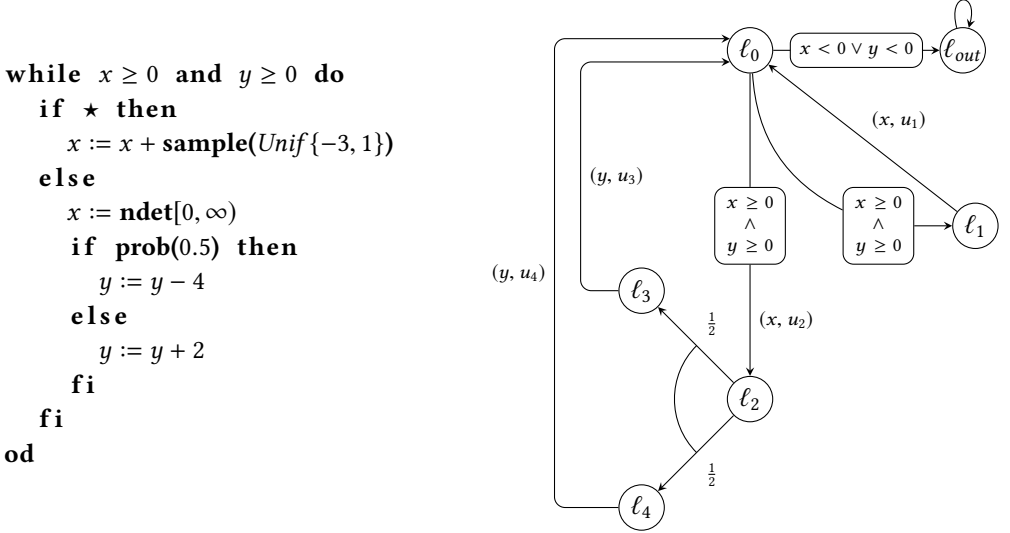 while x ≥ 0 and y ≥ 0 do
if ⋆ then
x := x + sample(Unif{−3, 1})
else
x := ndet[0, ∞)
if prob(0.5) then
y := y − 4
else
y := y + 2
fi
fi
od
ℓ0
x < 0 ∨ y < 0
ℓout
(x, u1)
(y, u3)
x ≥ 0
∧
y ≥ 0
x ≥ 0
∧
y ≥ 0
ℓ1
(y, u4)
ℓ3
1/2
(x, u2)
ℓ2
1/2
ℓ4